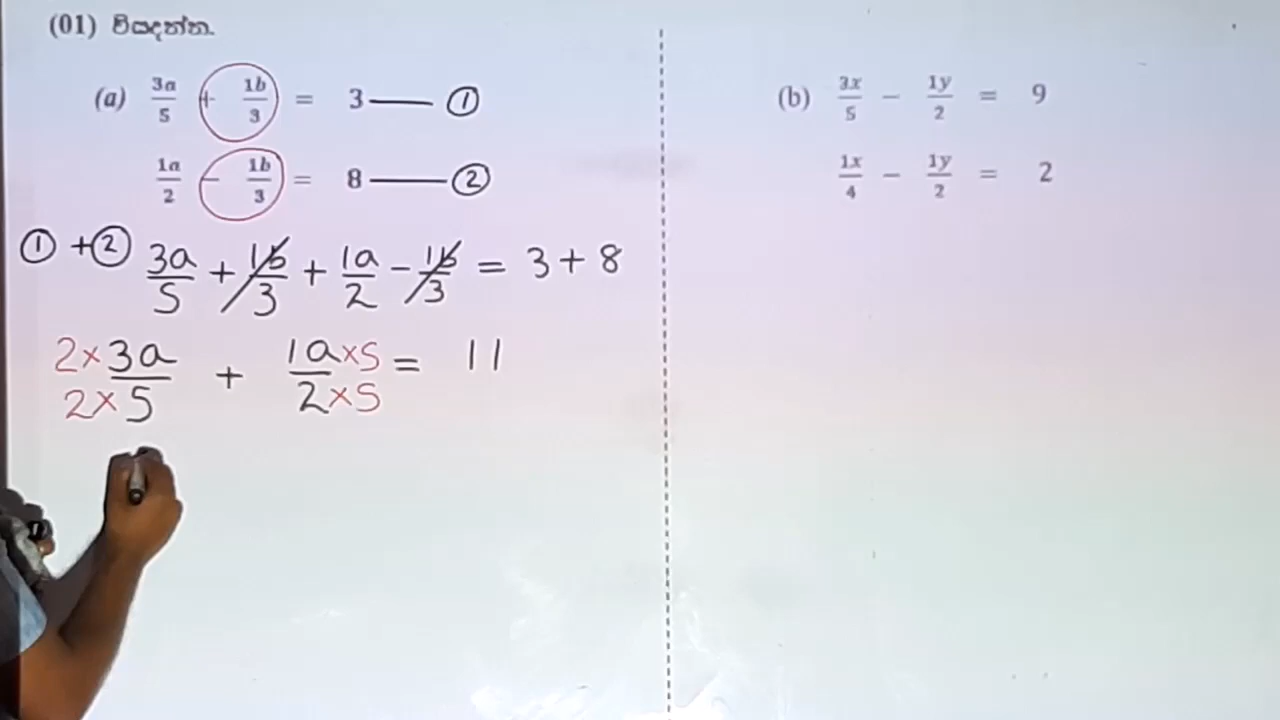 (01) විසඳන්න.
(a) 3a/5 + 1b/3 = 3 —— ①
1a/2 − 1b/3 = 8 —— ②
① + ② 3a/5 + 1b/3 + 1a/2 − 1b/3 = 3 + 8
2×3a/2×5 + 1a×5/2×5 = 11
(b) 3x/5 − 1y/2 = 9
1x/4 − 1y/2 = 2